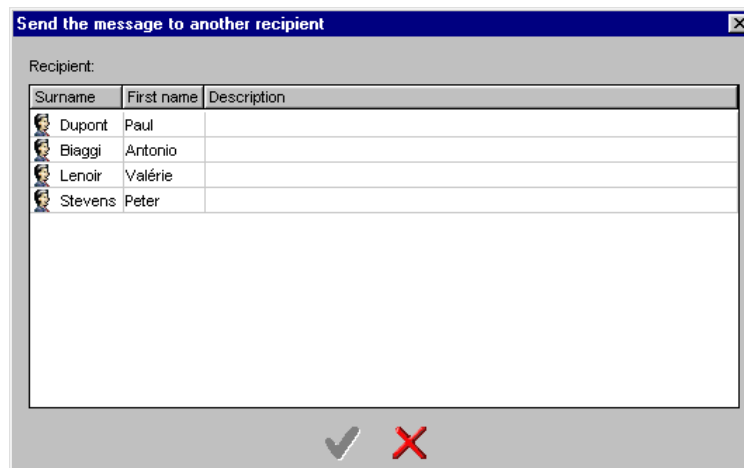 Send the message to another recipient
Recipient:
Surname First name Description
Dupont Paul
Biaggi Antonio
Lenoir Valérie
Stevens Peter